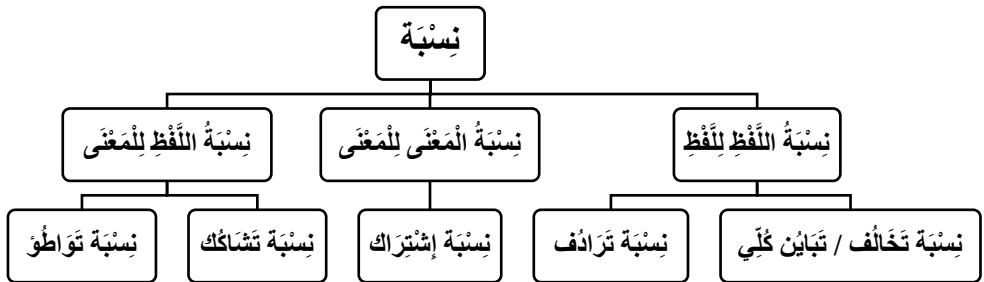 نِسْبَة
نِسْبَةُ اللَّفْظِ لِلَّفْظِ
نِسْبَةُ الْمَعْنَى لِلْمَعْنَى
نِسْبَةُ اللَّفْظِ لِلْمَعْنَى
نِسْبَة تَخَالُف / تَبَايُن كُلِّي
نِسْبَة تَرَادُف
نِسْبَة إِشْتِرَاك
نِسْبَة تَشَاكُك
نِسْبَة تَوَاطُؤ